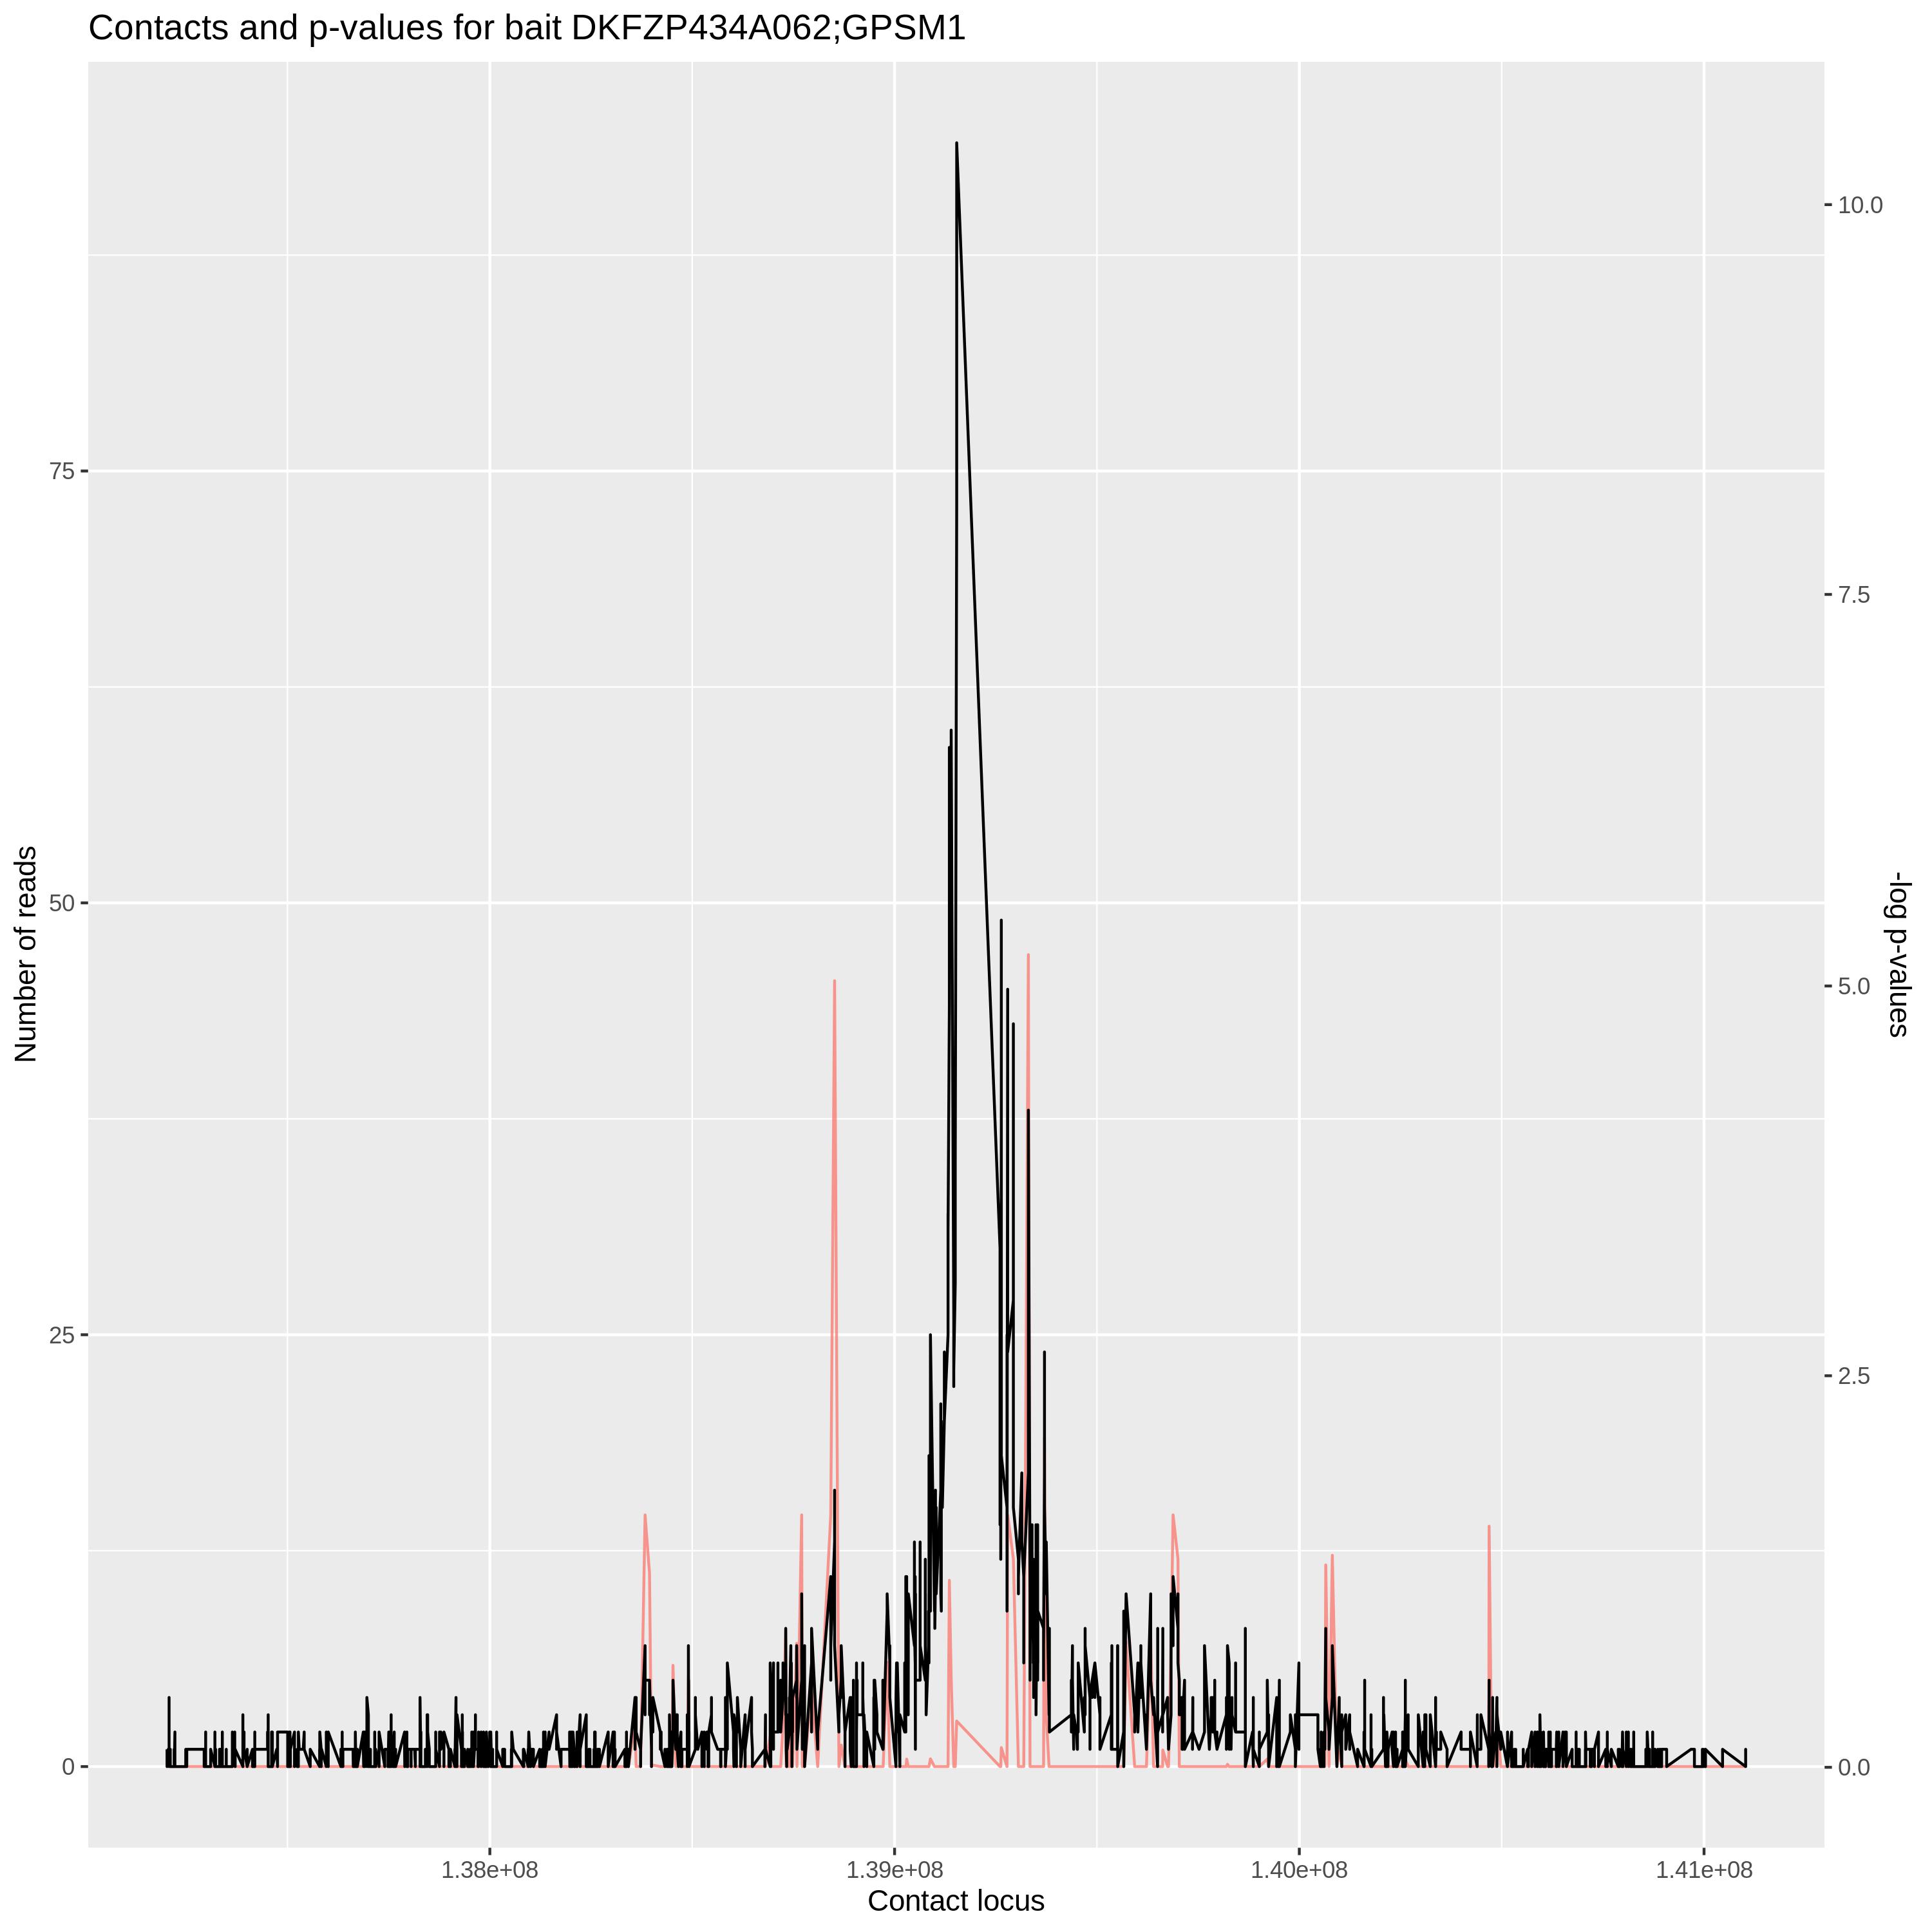 Contacts and p-values for bait DKFZP434A062;GPSM1
Number of reads
75
50
25
0
10.0
7.5
5.0
2.5
0.0
-log p-values
1.38e+08
1.39e+08
1.40e+08
1.41e+08
Contact locus